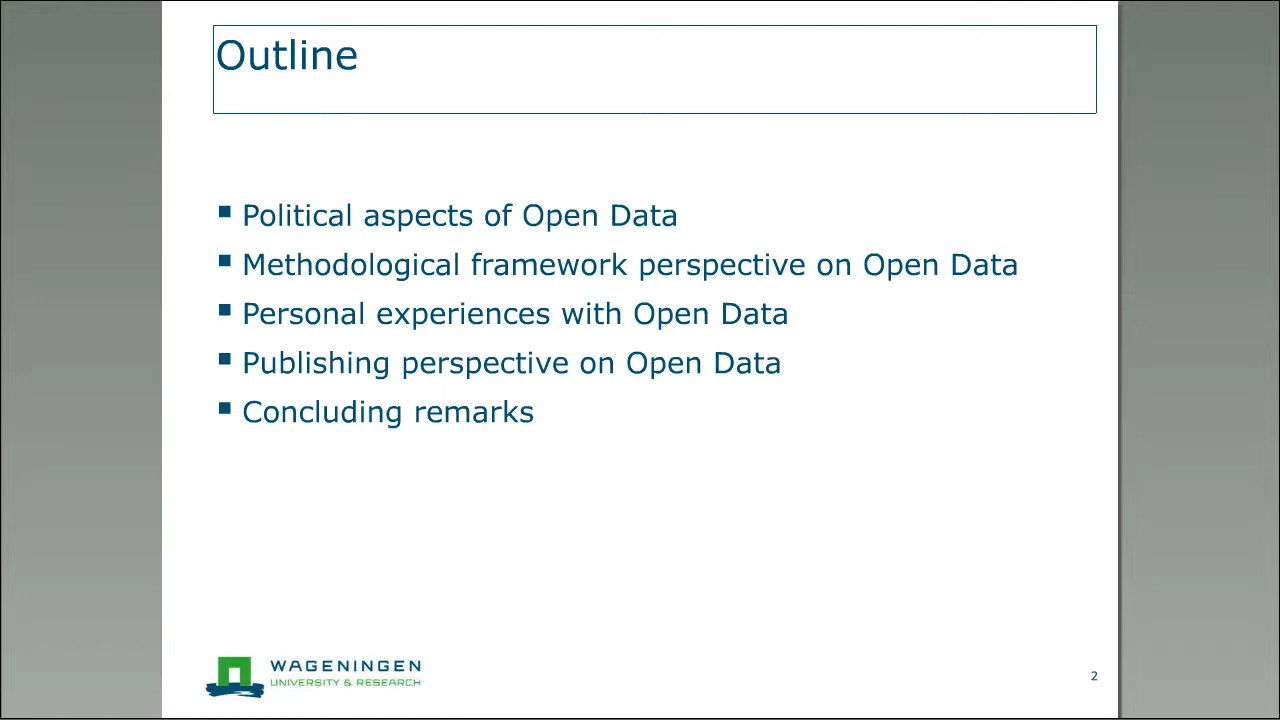 Outline
Political aspects of Open Data
Methodological framework perspective on Open Data
Personal experiences with Open Data
Publishing perspective on Open Data
Concluding remarks
WAGENINGEN
UNIVERSITY & RESEARCH
2